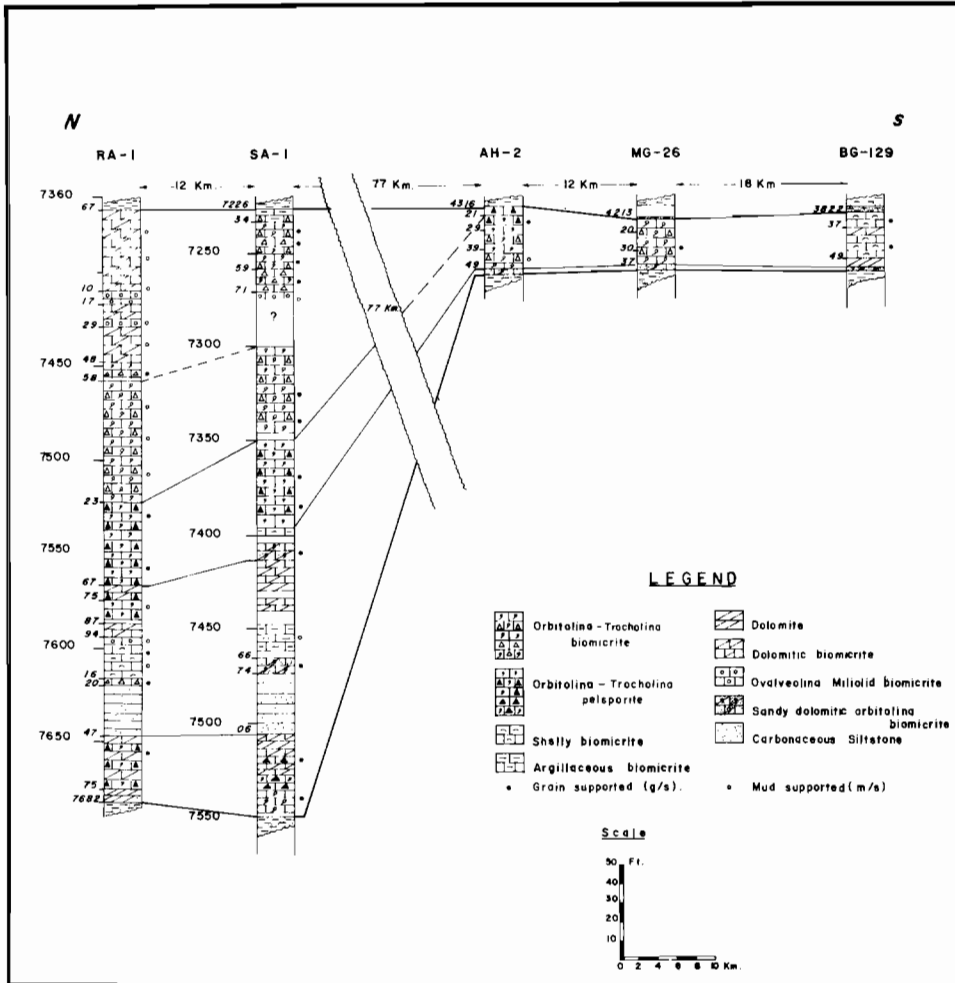 N S
RA-1 SA-1 AH-2 MG-26 BG-129
12 Km. 77 Km. 12 Km 18 Km
7360
67
10
17
29
7450
48
58
7500
23
7550
67
75
87
94
7600
16
20
7650
47
75
7682
7226
34
7250
59
71
?
7300
7350
7400
7450
66
74
7500
06
7550
77 Km
4316
21
29
39
49
4213
20
30
37
3822
37
49
LEGEND
Orbitolina - Trocholina
biomicrite
Orbitolina - Trocholina
pelsporite
Shelly biomicrite
Argillaceous biomicrite
• Grain supported (g/s).
Dolomite
Dolomitic biomicrite
Ovalveolina Miliolid biomicrite
Sandy dolomitic orbitolina
biomicrite
Carbonaceous Siltstone
Mud supported (m/s)
Scale
50 Ft.
40
30
20
10
0 2 4 6 8 10 Km.